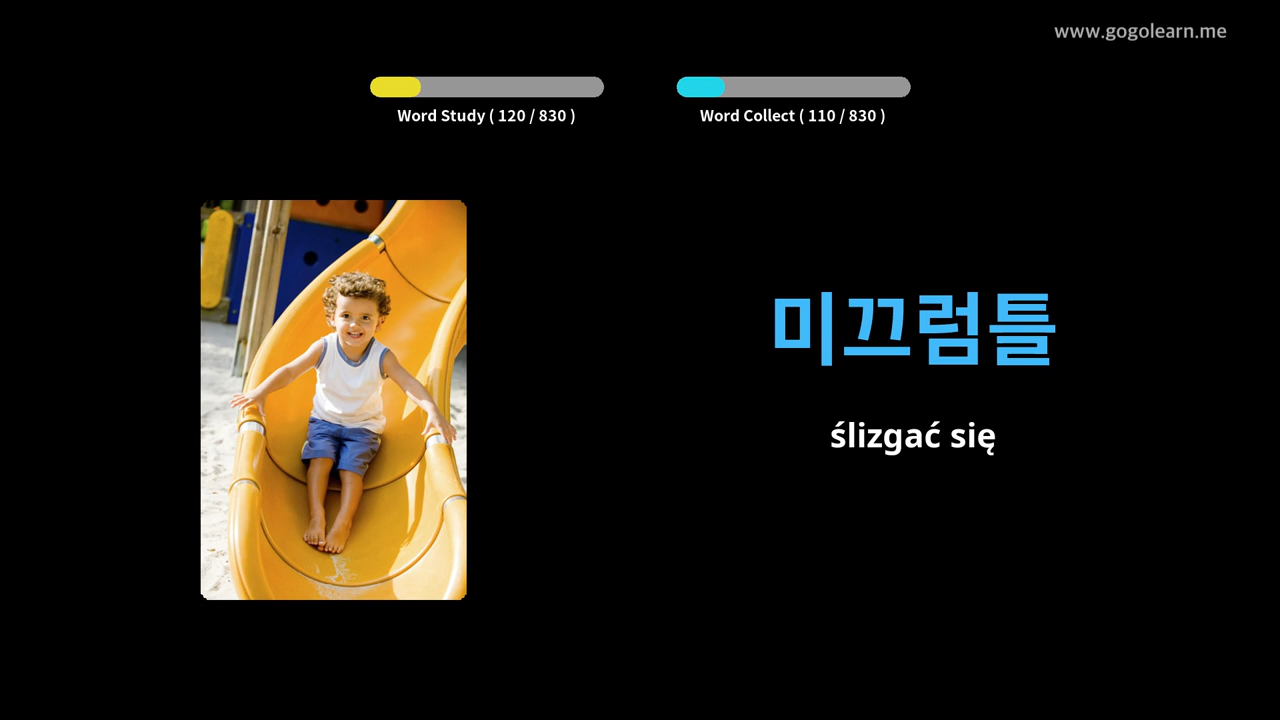 www.gogolearn.me
Word Study ( 120 / 830 )
Word Collect ( 110 / 830 )
미끄럼틀
ślizgać się